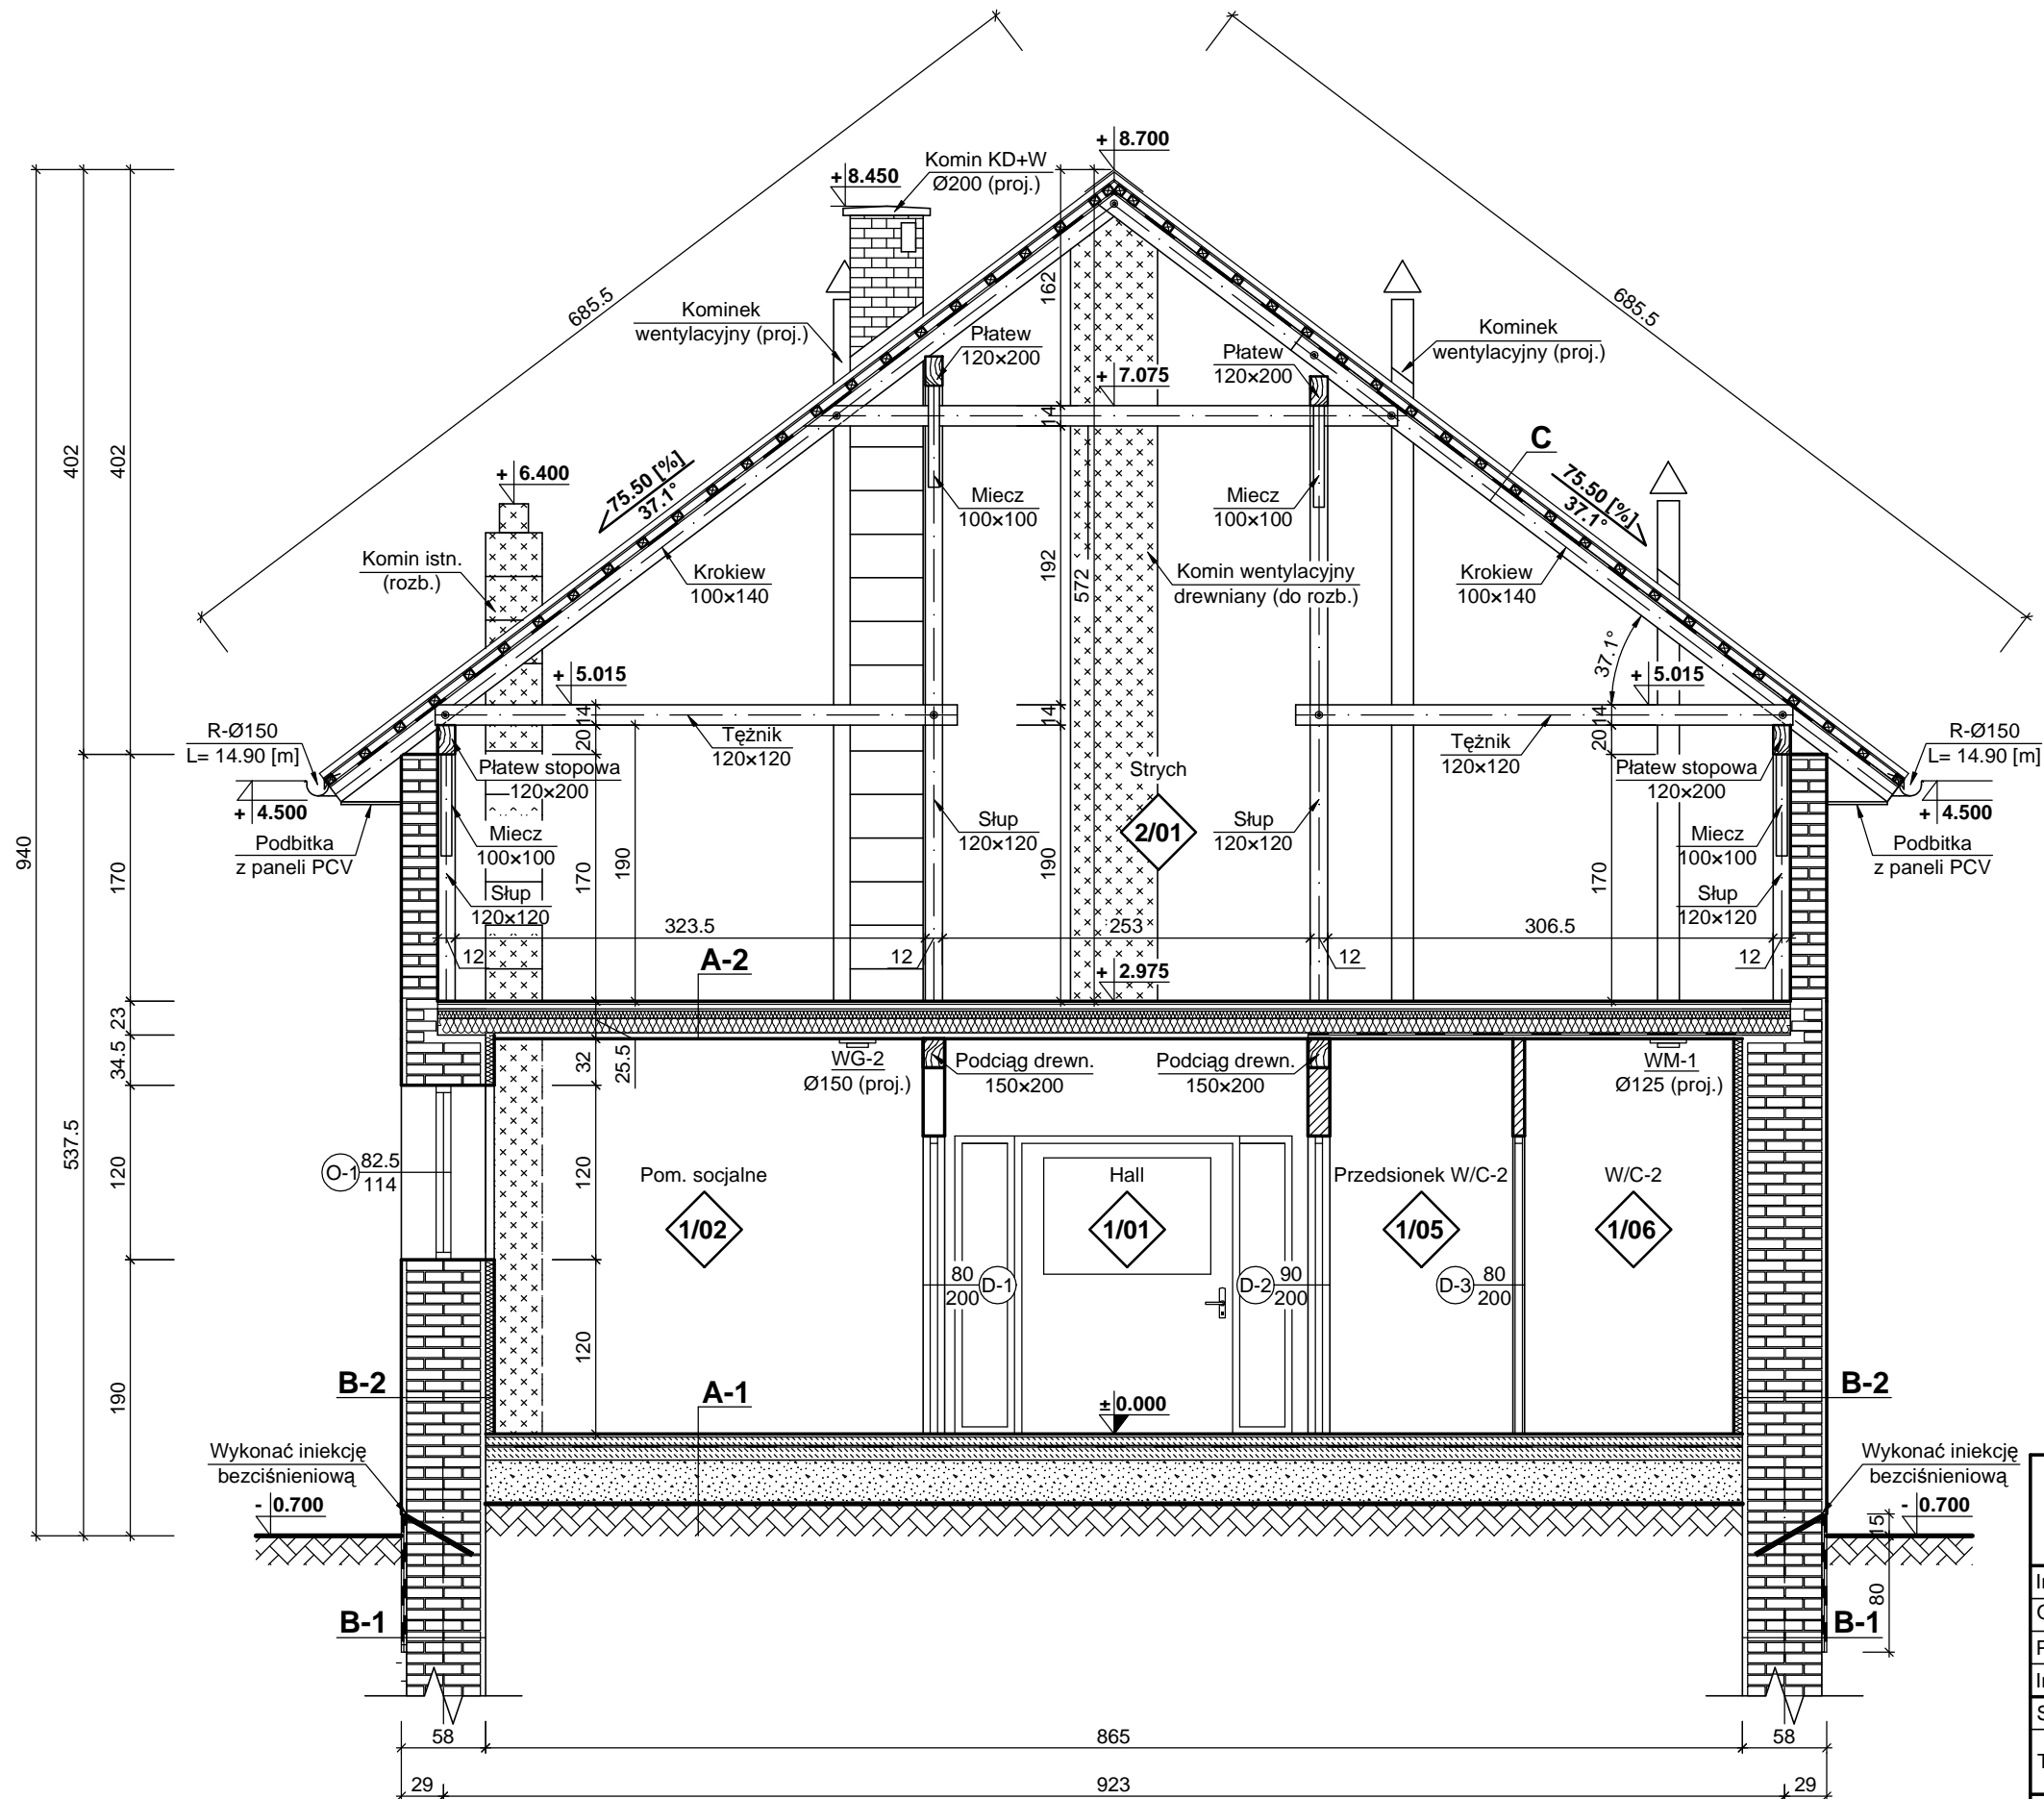 685.5
685.5
+ 8.700
+ 8.450
Komin KD+W
Ø200 (proj.)
Kominek
wentylacyjny (proj.)
Płatew
120×200
162
+ 7.075
Płatew
120×200
Kominek
wentylacyjny (proj.)
14
402
402
+ 6.400
75.50 [%]
37.1°
Miecz
100×100
Miecz
100×100
C
75.50 [%]
37.1°
Komin istn.
(rozb.)
Krokiew
100×140
192
572
Komin wentylacyjny
drewniany (do rozb.)
Krokiew
100×140
37.1°
+ 5.015
+ 5.015
14
20
14
14
20
R-Ø150
L= 14.90 [m]
Tężnik
120×120
Tężnik
120×120
R-Ø150
L= 14.90 [m]
Płatew stopowa
120×200
Strych
2/01
Płatew stopowa
120×200
+ 4.500
+ 4.500
Podbitka
z paneli PCV
Miecz
100×100
Słup
120×120
Słup
120×120
Miecz
100×100
Podbitka
z paneli PCV
940
170
170
190
190
170
Słup
120×120
Słup
120×120
323.5
253
306.5
12
12
12
12
A-2
+ 2.975
23
34.5
32
25.5
WG-2
Ø150 (proj.)
Podciąg drewn.
150×200
Podciąg drewn.
150×200
WM-1
Ø125 (proj.)
537.5
120
O-1
82.5
114
120
Pom. socjalne
1/02
Hall
1/01
Przedsionek W/C-2
1/05
W/C-2
1/06
80
200
D-1
D-2
90
200
D-3
80
200
190
120
B-2
A-1
± 0.000
B-2
Wykonać iniekcję
bezciśnieniową
Wykonać iniekcję
bezciśnieniową
- 0.700
- 0.700
15
80
B-1
B-1
58
865
58
29
923
29